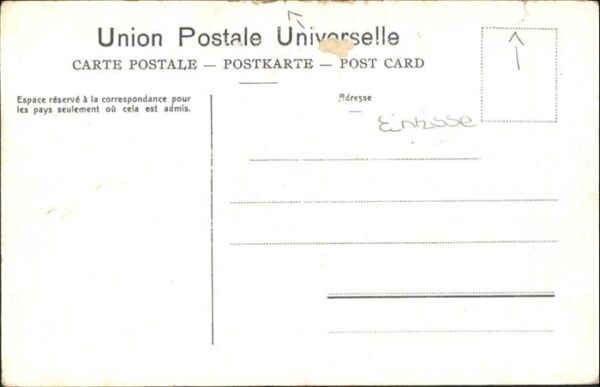 Union Postale Universelle
CARTE POSTALE — POSTKARTE — POST CARD
Espace réservé à la correspondance pour
les pays seulement où cela est admis.
Adresse
Einrisse